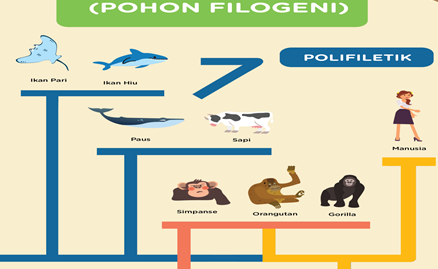 (POHON FILOGENI)
POLIFILETIK
Ikan Pari
Ikan Hiu
Paus
Sapi
Manusia
Simpanse
Orangutan
Gorilla